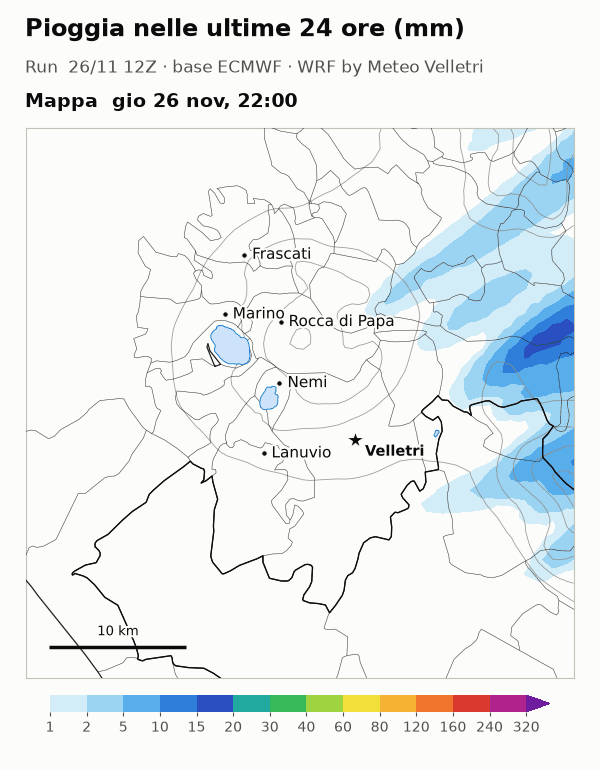 Pioggia nelle ultime 24 ore (mm)
Run 26/11 12Z · base ECMWF · WRF by Meteo Velletri
Mappa gio 26 nov, 22:00
Frascati
Marino
Rocca di Papa
Nemi
Velletri
Lanuvio
10 km
1 2 5 10 15 20 30 40 60 80 120 160 240 320